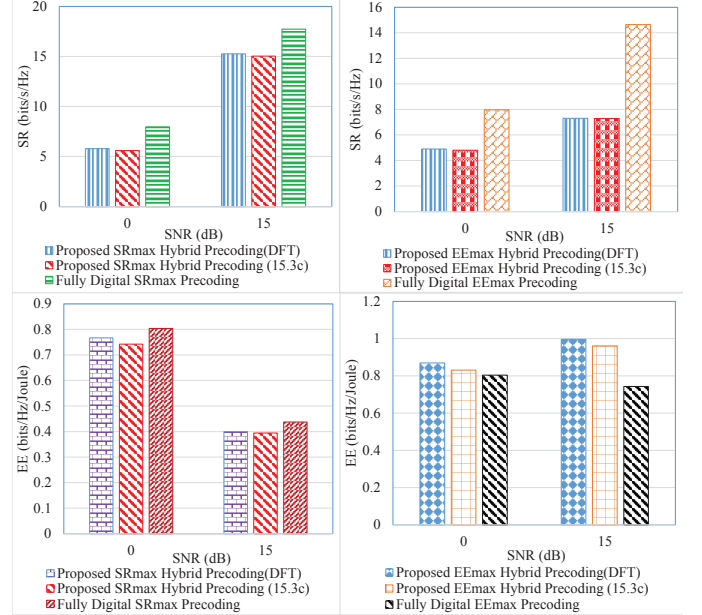 20
15
10
5
0
SR (bits/s/Hz)
0
15
SNR (dB)
Proposed SRmax Hybrid Precoding(DFT)
Proposed SRmax Hybrid Precoding (15.3c)
Fully Digital SRmax Precoding
16
14
12
10
8
6
4
2
0
SR (bits/s/Hz)
0
15
SNR (dB)
Proposed EEmax Hybrid Precoding(DFT)
Proposed EEmax Hybrid Precoding (15.3c)
Fully Digital EEmax Precoding
0.9
0.8
0.7
0.6
0.5
0.4
0.3
0.2
0.1
0
EE (bits/Hz/Joule)
0
15
SNR (dB)
Proposed SRmax Hybrid Precoding(DFT)
Proposed SRmax Hybrid Precoding (15.3c)
Fully Digital SRmax Precoding
1.2
1
0.8
0.6
0.4
0.2
0
EE (bits/Hz/Joule)
0
15
SNR (dB)
Proposed EEmax Hybrid Precoding(DFT)
Proposed EEmax Hybrid Precoding (15.3c)
Fully Digital EEmax Precoding